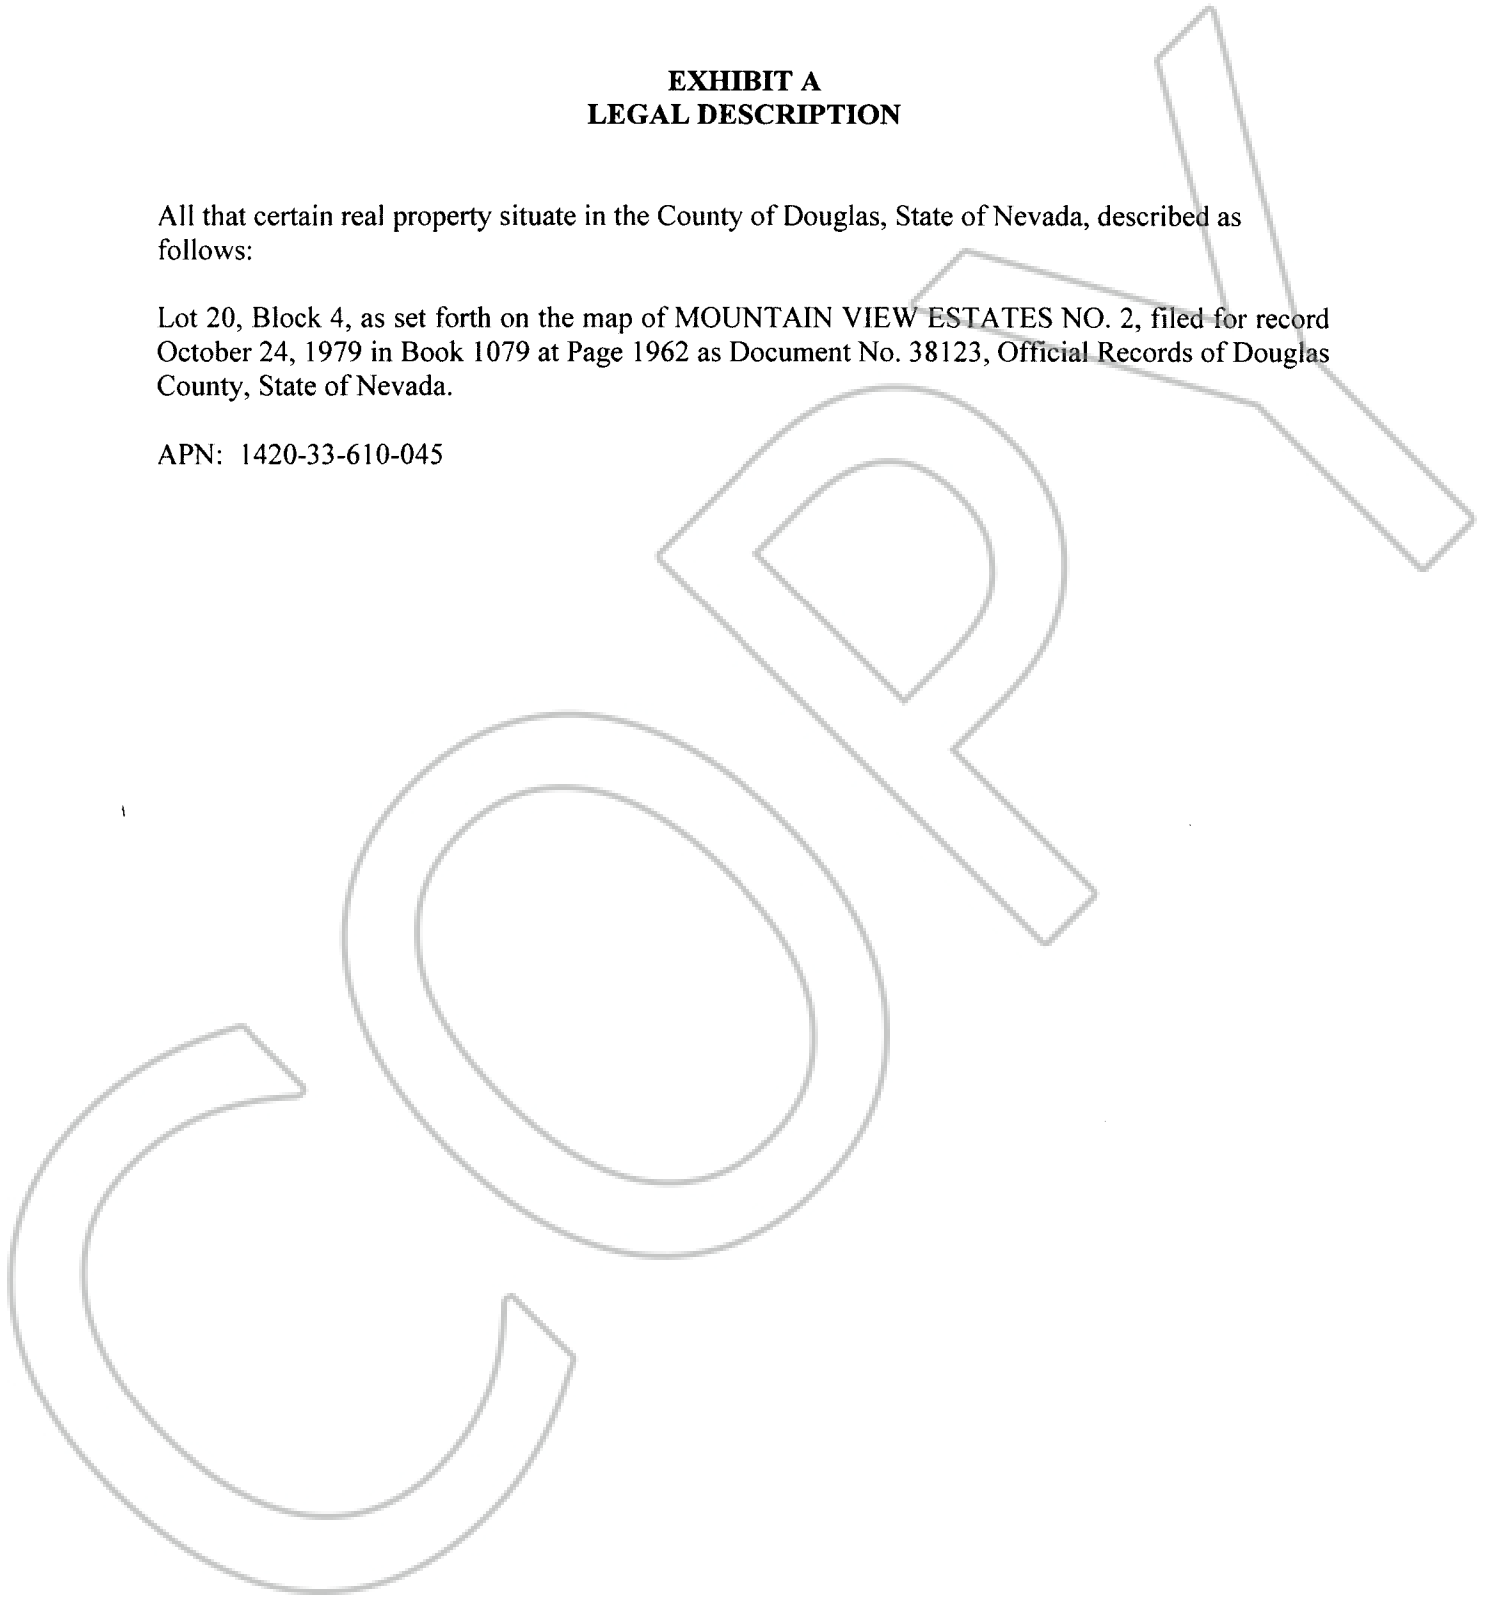 EXHIBIT A
LEGAL DESCRIPTION
All that certain real property situate in the County of Douglas, State of Nevada, described as
follows:
Lot 20, Block 4, as set forth on the map of MOUNTAIN VIEW ESTATES NO. 2, filed for record
October 24, 1979 in Book 1079 at Page 1962 as Document No. 38123, Official Records of Douglas
County, State of Nevada.
APN: 1420-33-610-045
COPY